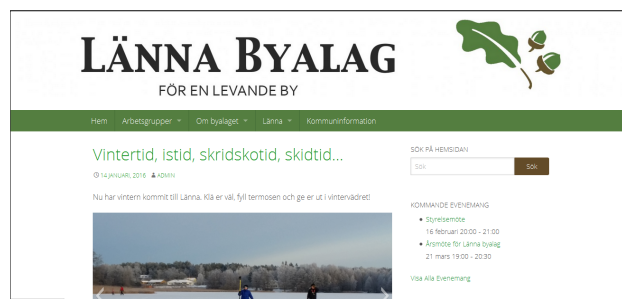 LÄNNA BYALAG
FÖR EN LEVANDE BY
Hem Arbetsgrupper Om byalaget Länna Kommuninformation
Vintertid, istid, skridskotid, skidtid...
14 JANUARI, 2016 ADMIN
Nu har vintern kommit till Länna. Klä er väl, fyll termosen och ge er ut i vintervädret!
SÖK PÅ HEMSIDAN
Sök Sök
KOMMANDE EVENEMANG
Styrelsemöte
16 februari 20:00 - 21:00
Årsmöte för Länna byalag
21 mars 19:00 - 20:30
Visa Alla Evenemang